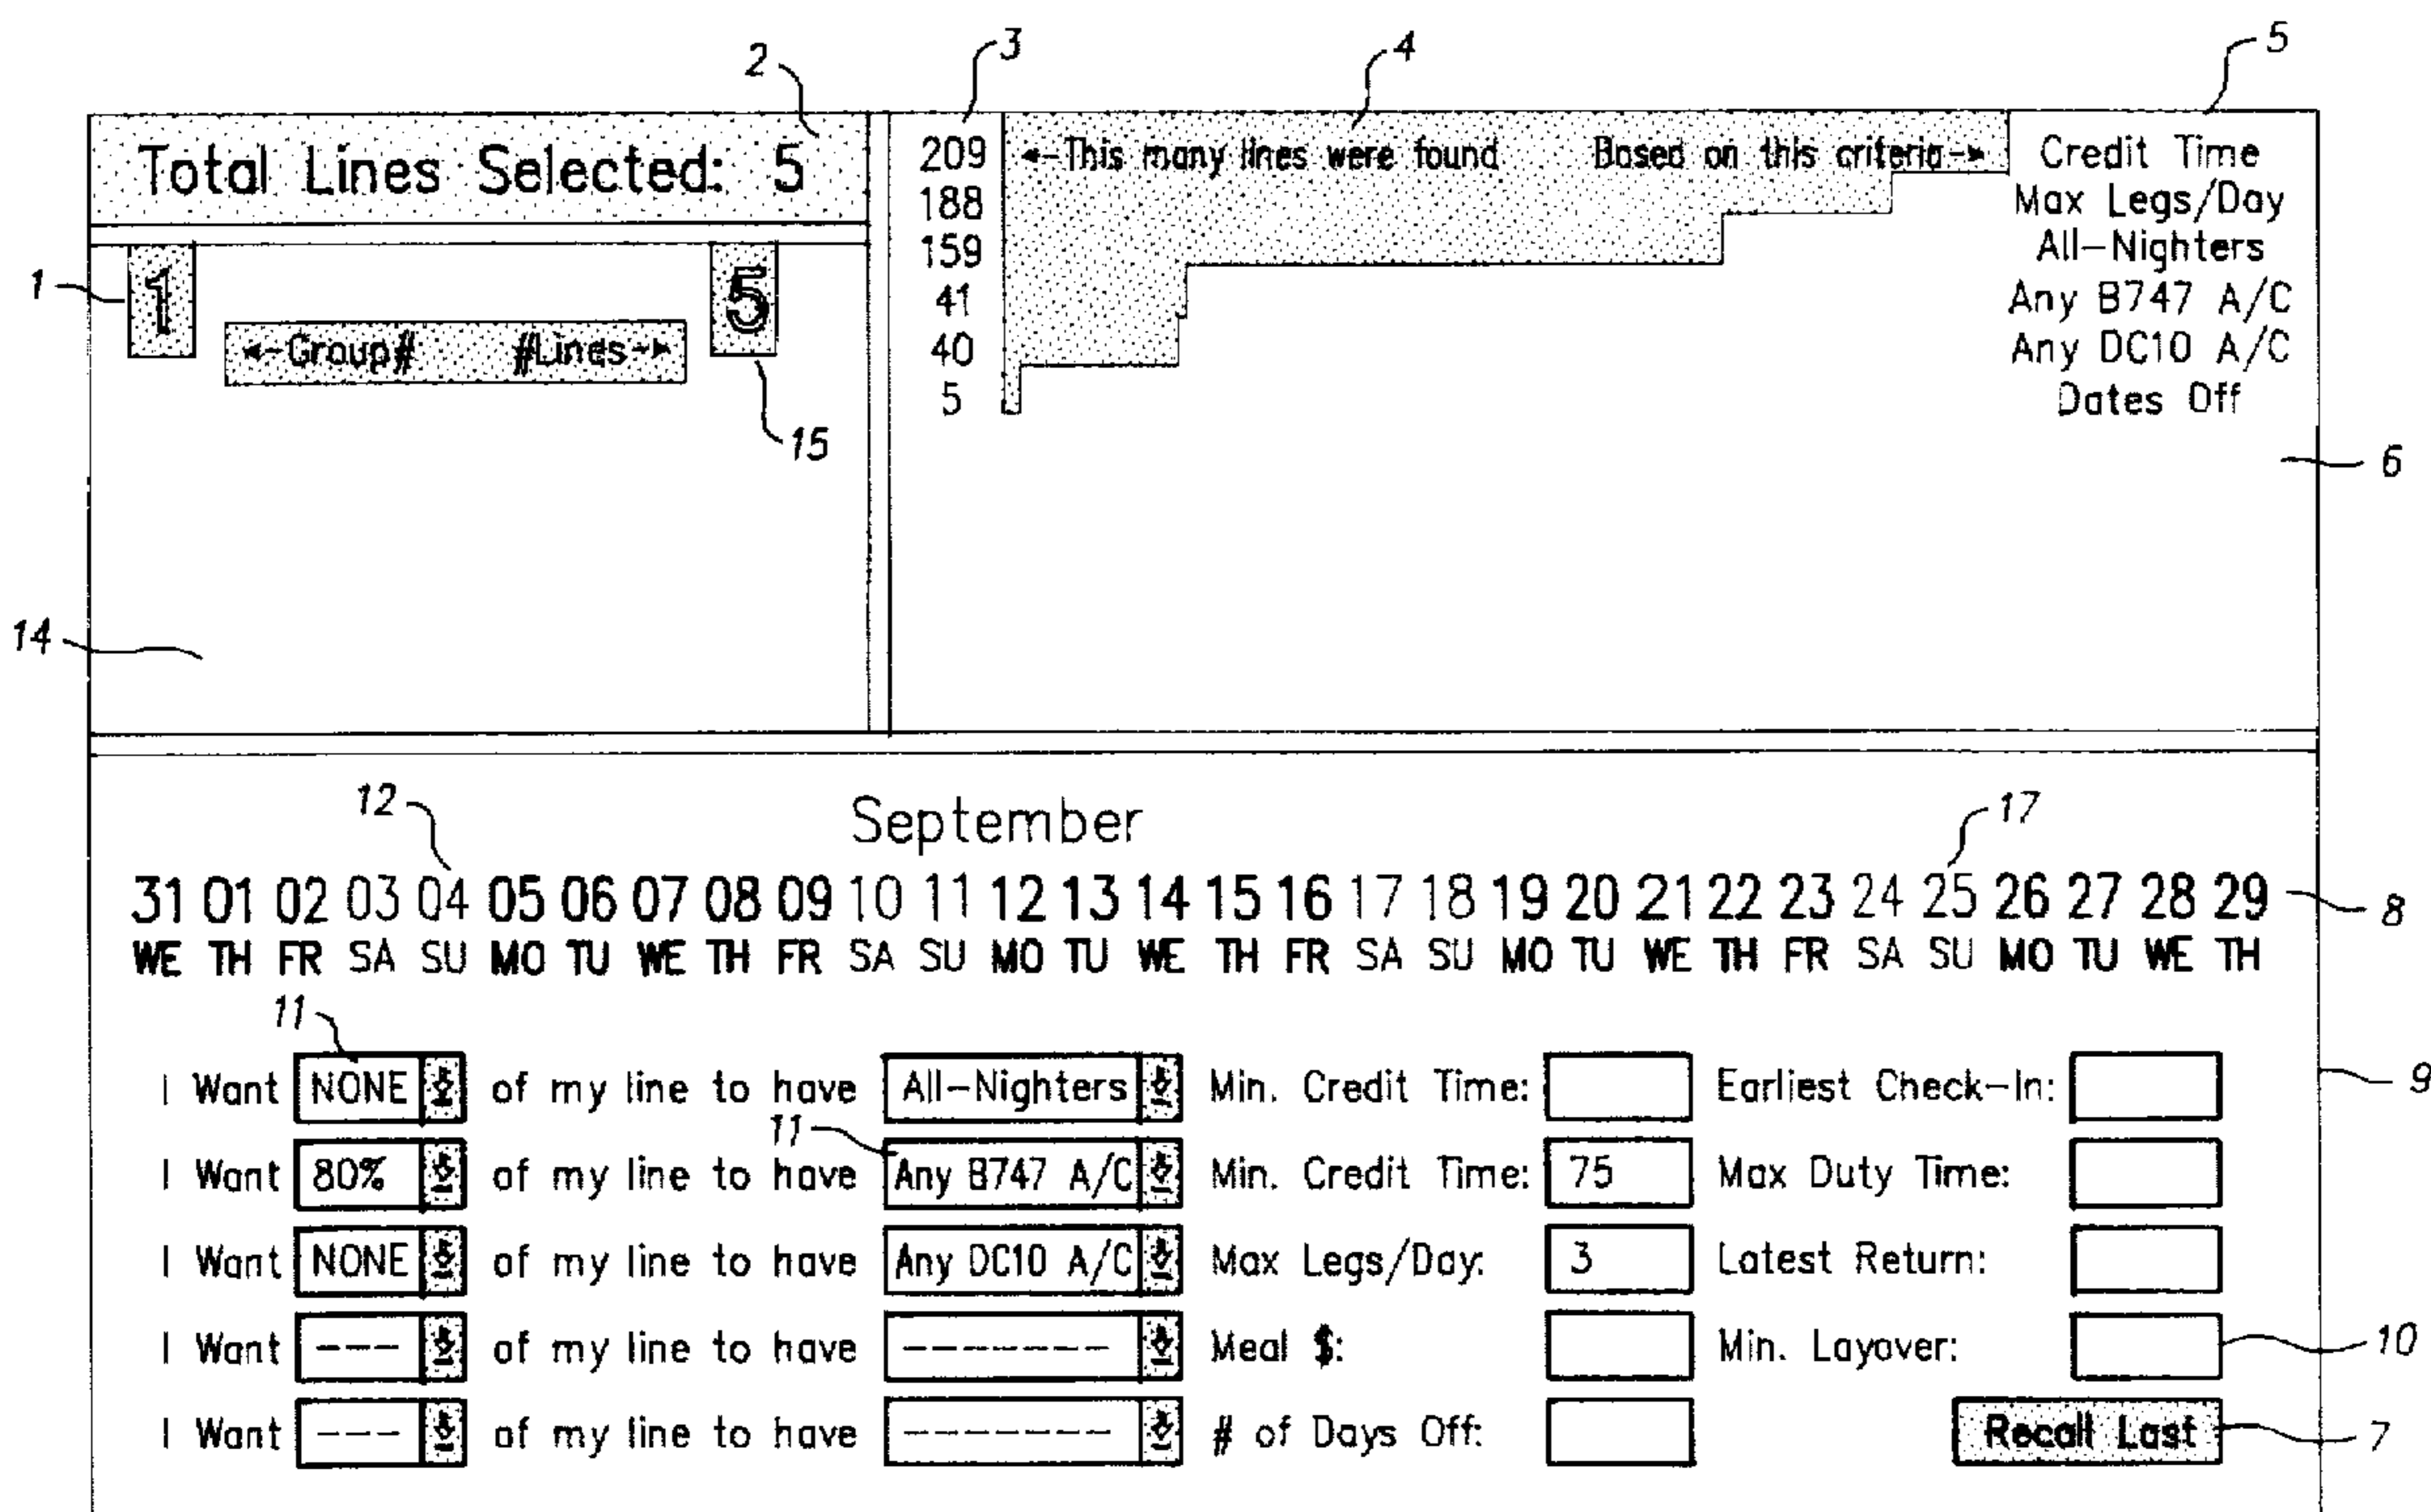 2
3
4
5
Total Lines Selected: 5
209 ←This many lines were found Based on this criteria→ Credit Time
188 Max Legs/Day
159 All-Nighters
41 Any B747 A/C
40 Any DC10 A/C
5 Dates Off
1
1
5
←Group# #Lines→
15
6
14
12
September
17
31 01 02 03 04 05 06 07 08 09 10 11 12 13 14 15 16 17 18 19 20 21 22 23 24 25 26 27 28 29
8
WE TH FR SA SU MO TU WE TH FR SA SU MO TU WE TH FR SA SU MO TU WE TH FR SA SU MO TU WE TH
11
I Want NONE of my line to have All-Nighters Min. Credit Time: Earliest Check-In:
9
11
I Want 80% of my line to have Any B747 A/C Min. Credit Time: 75 Max Duty Time:
I Want NONE of my line to have Any DC10 A/C Max Legs/Day: 3 Latest Return:
I Want --- of my line to have ------- Meal $: Min. Layover:
10
I Want --- of my line to have ------- # of Days Off: Recall Last
7